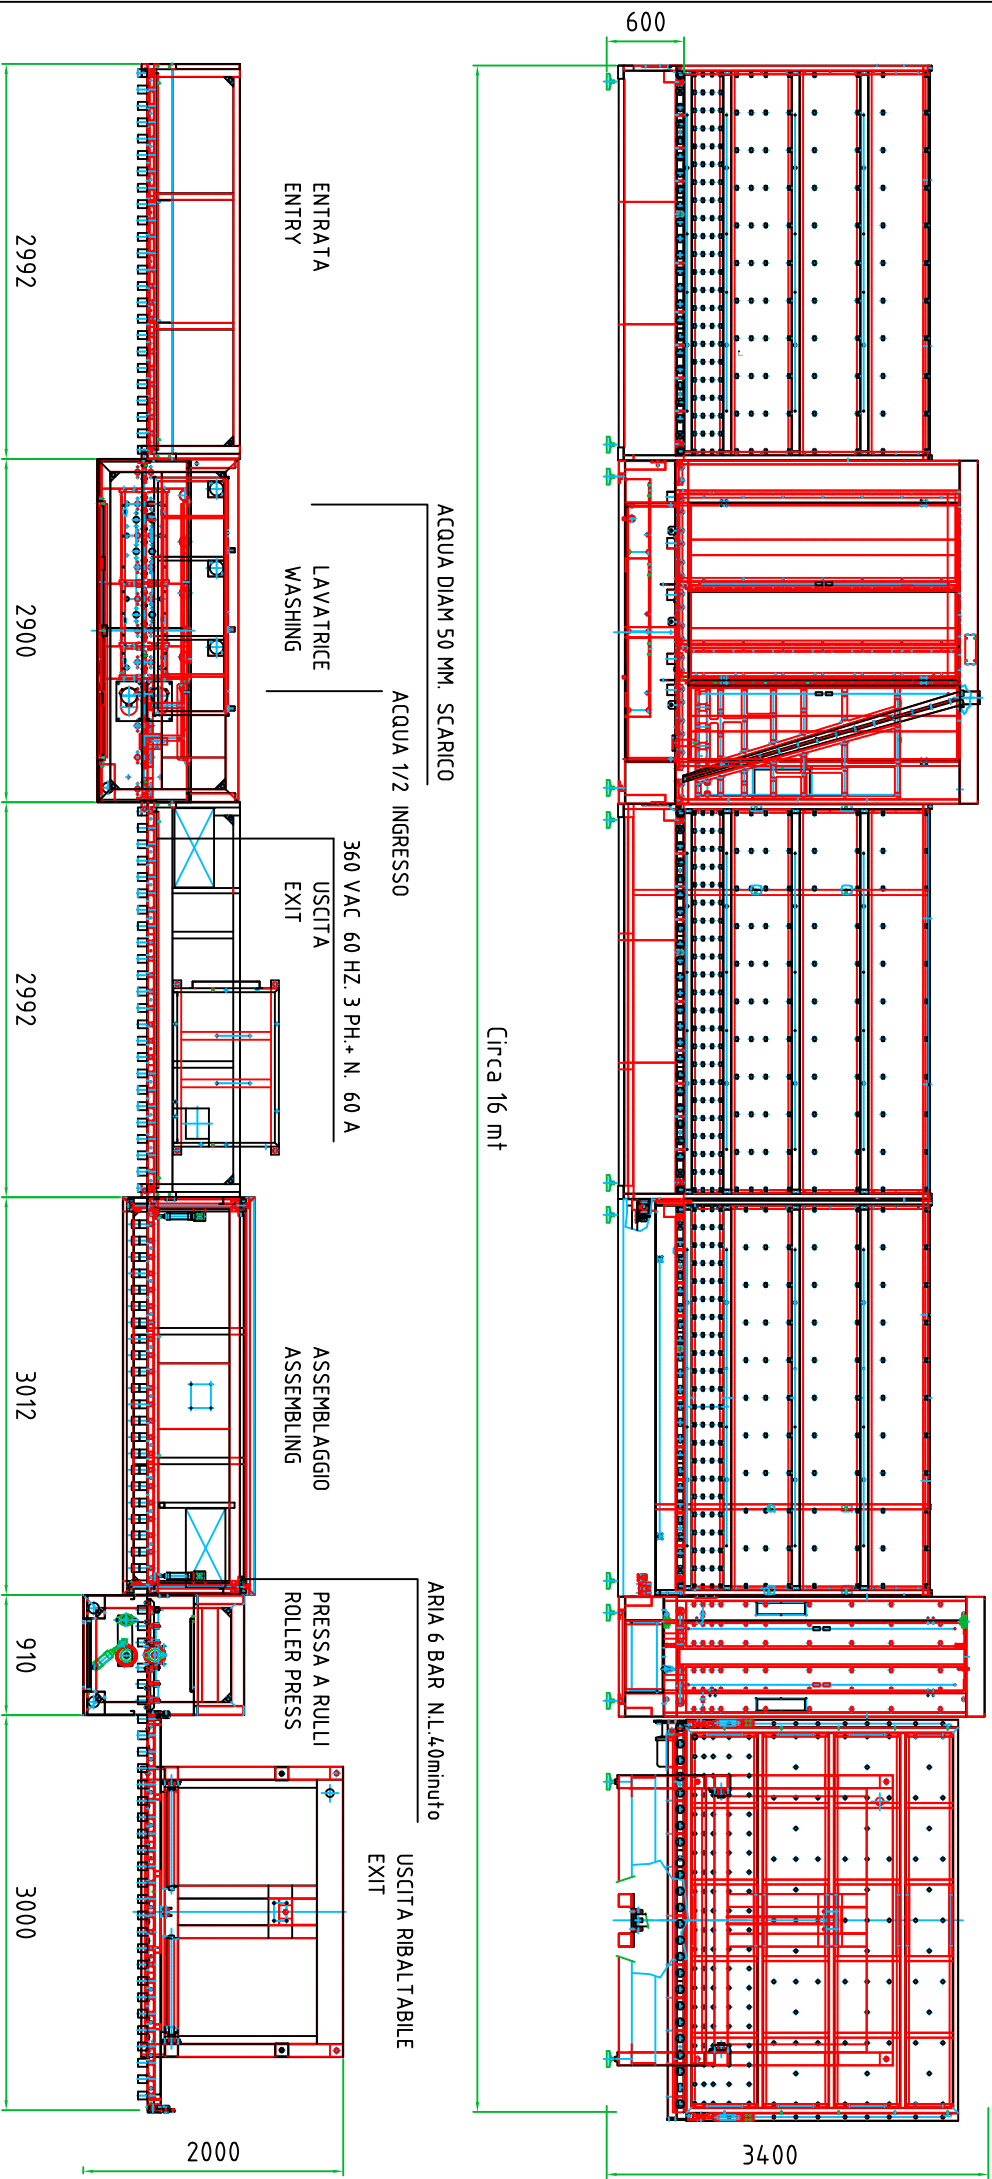 600
ENTRATA
ENTRY
2992
ACQUA DIAM 50 MM. SCARICO
LAVATRICE
WASHING
2900
ACQUA 1/2 INGRESSO
360 VAC 60 HZ. 3 PH.+ N. 60 A
USCITA
EXIT
2992
Circa 16 mt
ASSEMBLAGGIO
ASSEMBLING
3012
ARIA 6 BAR NL.40minuto
PRESSA A RULLI
ROLLER PRESS
910
USCITA RIBALTABILE
EXIT
3000
2000
3400